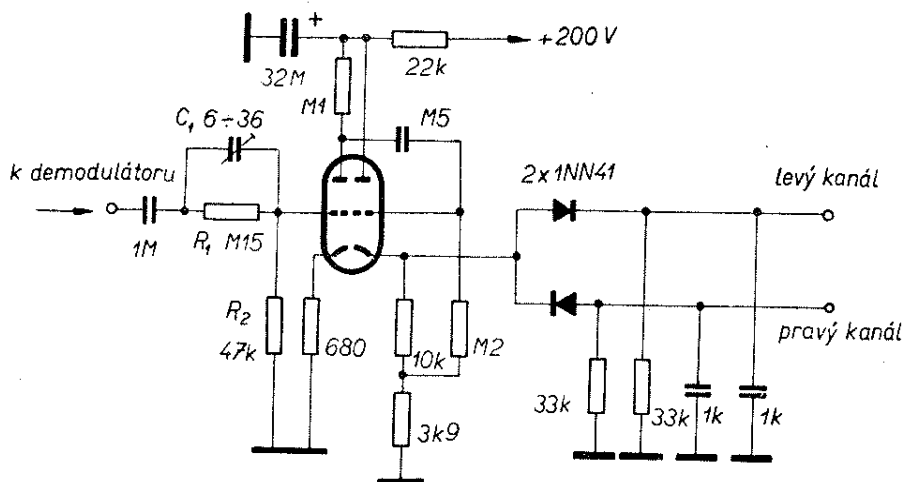 +
+200 V
32M
22k
M1
C₁ 6÷36
M5
k demodulátoru
2x1NN41
levý kanál
1M
R₁ M15
R₂
47k
680
10k
M2
pravý kanál
33k
33k
1k
1k
3k9